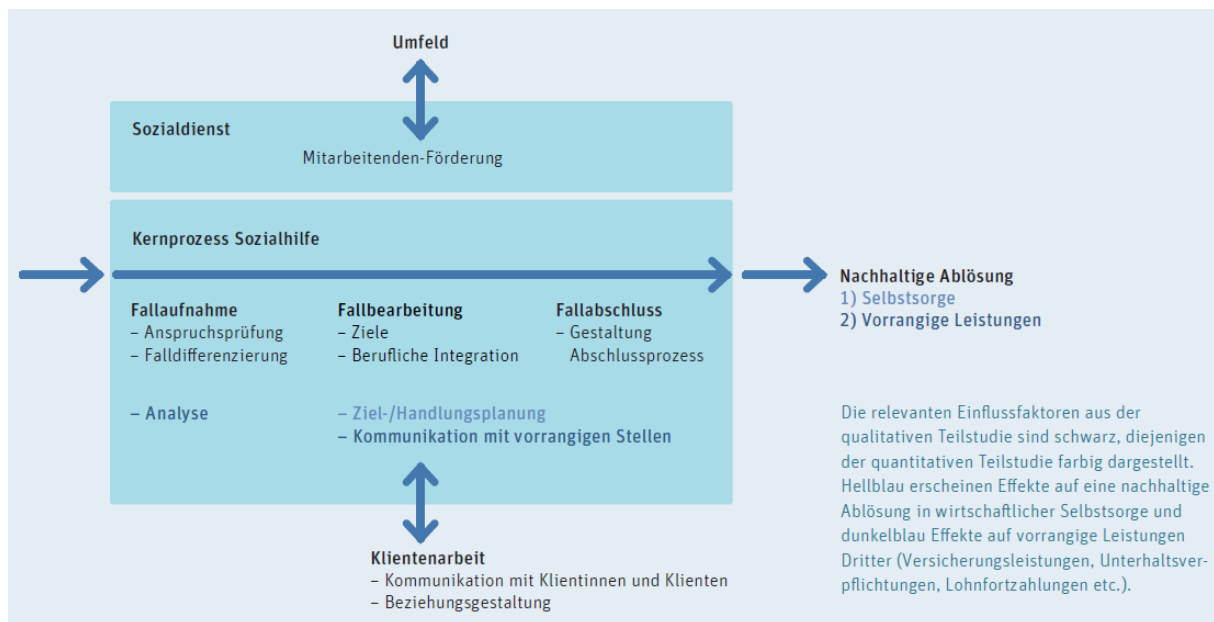 Umfeld
Sozialdienst
Mitarbeitenden-Förderung
Kernprozess Sozialhilfe
Fallaufnahme
– Anspruchsprüfung
– Falldifferenzierung
– Analyse
Fallbearbeitung
– Ziele
– Berufliche Integration
– Ziel-/Handlungsplanung
– Kommunikation mit vorrangigen Stellen
Fallabschluss
– Gestaltung
Abschlussprozess
Nachhaltige Ablösung
1) Selbstsorge
2) Vorrangige Leistungen
Klientenarbeit
– Kommunikation mit Klientinnen und Klienten
– Beziehungsgestaltung
Die relevanten Einflussfaktoren aus der
qualitativen Teilstudie sind schwarz, diejenigen
der quantitativen Teilstudie farbig dargestellt.
Hellblau erscheinen Effekte auf eine nachhaltige
Ablösung in wirtschaftlicher Selbstsorge und
dunkelblau Effekte auf vorrangige Leistungen
Dritter (Versicherungsleistungen, Unterhaltsver-
pflichtungen, Lohnfortzahlungen etc.).